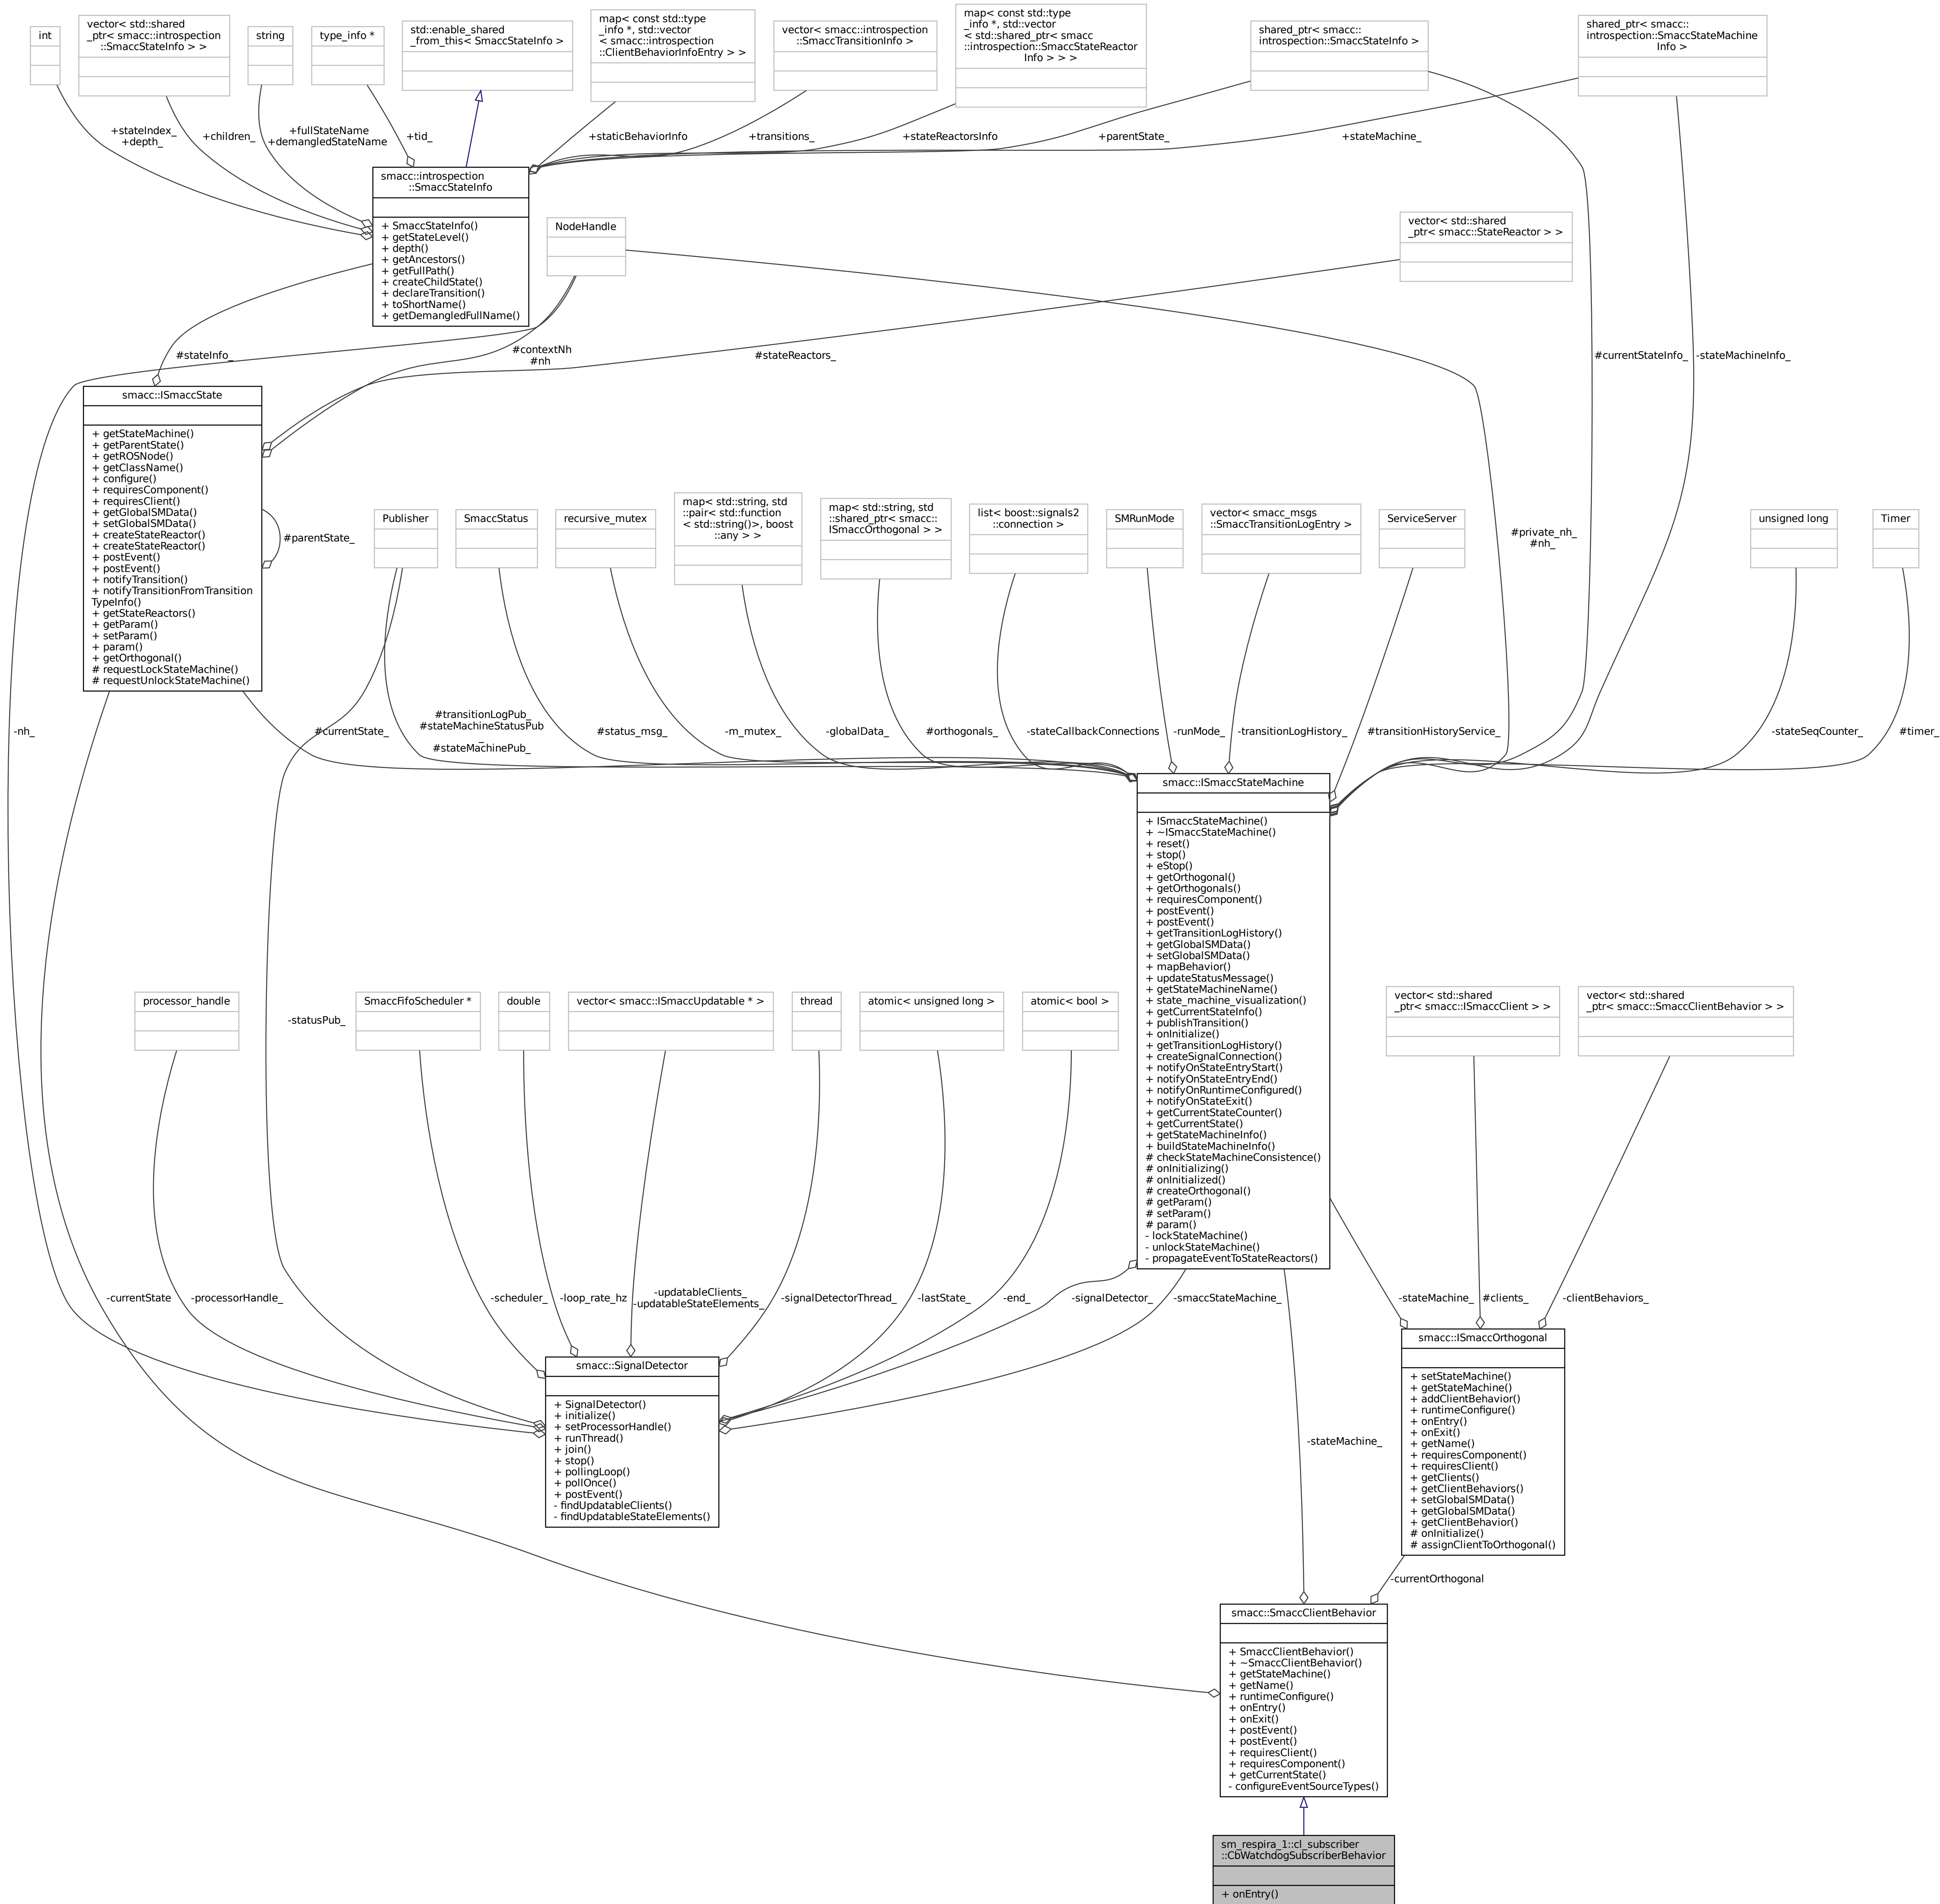 int
vector< std::shared
_ptr< smacc::introspection
::SmaccStateInfo > >
string
type_info *
std::enable_shared
_from_this< SmaccStateInfo >
map< const std::type
_info *, std::vector
< smacc::introspection
::ClientBehaviorInfoEntry > >
vector< smacc::introspection
::SmaccTransitionInfo >
map< const std::type
_info *, std::vector
< std::shared_ptr< smacc
::introspection::SmaccStateReactor
Info > > >
shared_ptr< smacc::
introspection::SmaccStateInfo >
shared_ptr< smacc::
introspection::SmaccStateMachine
Info >
+stateIndex_
+depth_
+children_
+fullStateName
+demangledStateName
+tid_
+staticBehaviorInfo
+transitions_
+stateReactorsInfo
+parentState_
+stateMachine_
smacc::introspection
::SmaccStateInfo
+ SmaccStateInfo()
+ getStateLevel()
+ depth()
+ getAncestors()
+ getFullPath()
+ createChildState()
+ declareTransition()
+ toShortName()
+ getDemangledFullName()
NodeHandle
vector< std::shared
_ptr< smacc::StateReactor > >
#stateInfo_
#contextNh
#nh
#stateReactors_
#currentStateInfo_
-stateMachineInfo_
smacc::ISmaccState
+ getStateMachine()
+ getParentState()
+ getROSNode()
+ getClassName()
+ configure()
+ requiresComponent()
+ requiresClient()
+ getGlobalSMData()
+ setGlobalSMData()
+ createStateReactor()
+ createStateReactor()
+ postEvent()
+ postEvent()
+ notifyTransition()
+ notifyTransitionFromTransition
TypeInfo()
+ getStateReactors()
+ getParam()
+ setParam()
+ param()
+ getOrthogonal()
# requestLockStateMachine()
# requestUnlockStateMachine()
#parentState_
Publisher
SmaccStatus
recursive_mutex
map< std::string, std
::pair< std::function
< std::string()>, boost
::any > >
map< std::string, std
::shared_ptr< smacc::
ISmaccOrthogonal > >
list< boost::signals2
::connection >
SMRunMode
vector< smacc_msgs
::SmaccTransitionLogEntry >
ServiceServer
#private_nh_
#nh_
unsigned long
Timer
-nh_
#currentState_
#transitionLogPub_
#stateMachineStatusPub
_
#stateMachinePub_
#status_msg_
-m_mutex_
-globalData_
#orthogonals_
-stateCallbackConnections
-runMode_
-transitionLogHistory_
#transitionHistoryService_
-stateSeqCounter_
#timer_
smacc::ISmaccStateMachine
+ ISmaccStateMachine()
+ ~ISmaccStateMachine()
+ reset()
+ stop()
+ eStop()
+ getOrthogonal()
+ getOrthogonals()
+ requiresComponent()
+ postEvent()
+ postEvent()
+ getTransitionLogHistory()
+ getGlobalSMData()
+ setGlobalSMData()
+ mapBehavior()
+ updateStatusMessage()
+ getStateMachineName()
+ state_machine_visualization()
+ getCurrentStateInfo()
+ publishTransition()
+ onInitialize()
+ getTransitionLogHistory()
+ createSignalConnection()
+ notifyOnStateEntryStart()
+ notifyOnStateEntryEnd()
+ notifyOnRuntimeConfigured()
+ notifyOnStateExit()
+ getCurrentStateCounter()
+ getCurrentState()
+ getStateMachineInfo()
+ buildStateMachineInfo()
# checkStateMachineConsistence()
# onInitializing()
# onInitialized()
# createOrthogonal()
# getParam()
# setParam()
# param()
- lockStateMachine()
- unlockStateMachine()
- propagateEventToStateReactors()
processor_handle
-statusPub_
SmaccFifoScheduler *
double
vector< smacc::ISmaccUpdatable * >
thread
atomic< unsigned long >
atomic< bool >
vector< std::shared
_ptr< smacc::ISmaccClient > >
vector< std::shared
_ptr< smacc::SmaccClientBehavior > >
-currentState
-processorHandle_
-scheduler_
-loop_rate_hz
-updatableClients_
-updatableStateElements_
-signalDetectorThread_
-lastState_
-end_
-signalDetector_
-smaccStateMachine_
-stateMachine_
#clients_
-clientBehaviors_
smacc::SignalDetector
+ SignalDetector()
+ initialize()
+ setProcessorHandle()
+ runThread()
+ join()
+ stop()
+ pollingLoop()
+ pollOnce()
+ postEvent()
- findUpdatableClients()
- findUpdatableStateElements()
smacc::ISmaccOrthogonal
+ setStateMachine()
+ getStateMachine()
+ addClientBehavior()
+ runtimeConfigure()
+ onEntry()
+ onExit()
+ getName()
+ requiresComponent()
+ requiresClient()
+ getClients()
+ getClientBehaviors()
+ setGlobalSMData()
+ getGlobalSMData()
+ getClientBehavior()
# onInitialize()
# assignClientToOrthogonal()
-stateMachine_
-currentOrthogonal
smacc::SmaccClientBehavior
+ SmaccClientBehavior()
+ ~SmaccClientBehavior()
+ getStateMachine()
+ getName()
+ runtimeConfigure()
+ onEntry()
+ onExit()
+ postEvent()
+ postEvent()
+ requiresClient()
+ requiresComponent()
+ getCurrentState()
- configureEventSourceTypes()
sm_respira_1::cl_subscriber
::CbWatchdogSubscriberBehavior
+ onEntry()